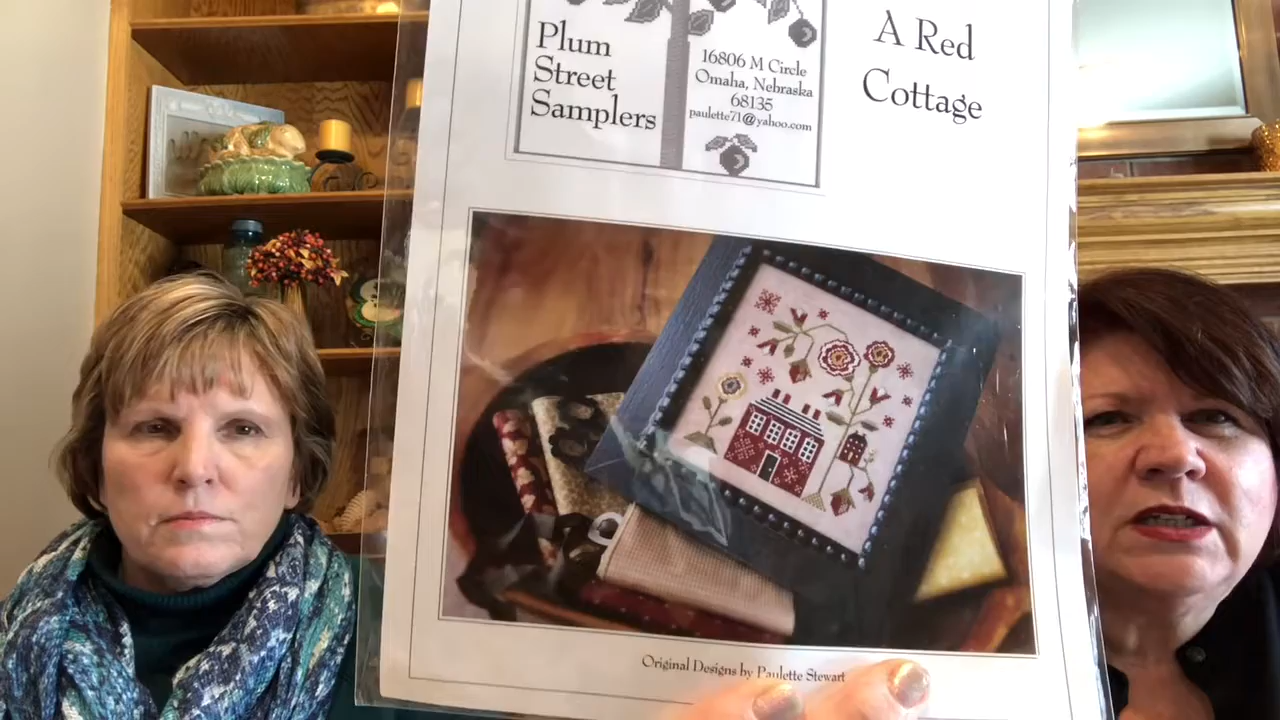 Plum
Street
Samplers
16806 M Circle
Omaha, Nebraska
68135
paulette71@yahoo.com
A Red
Cottage
Original Designs by Paulette Stewart